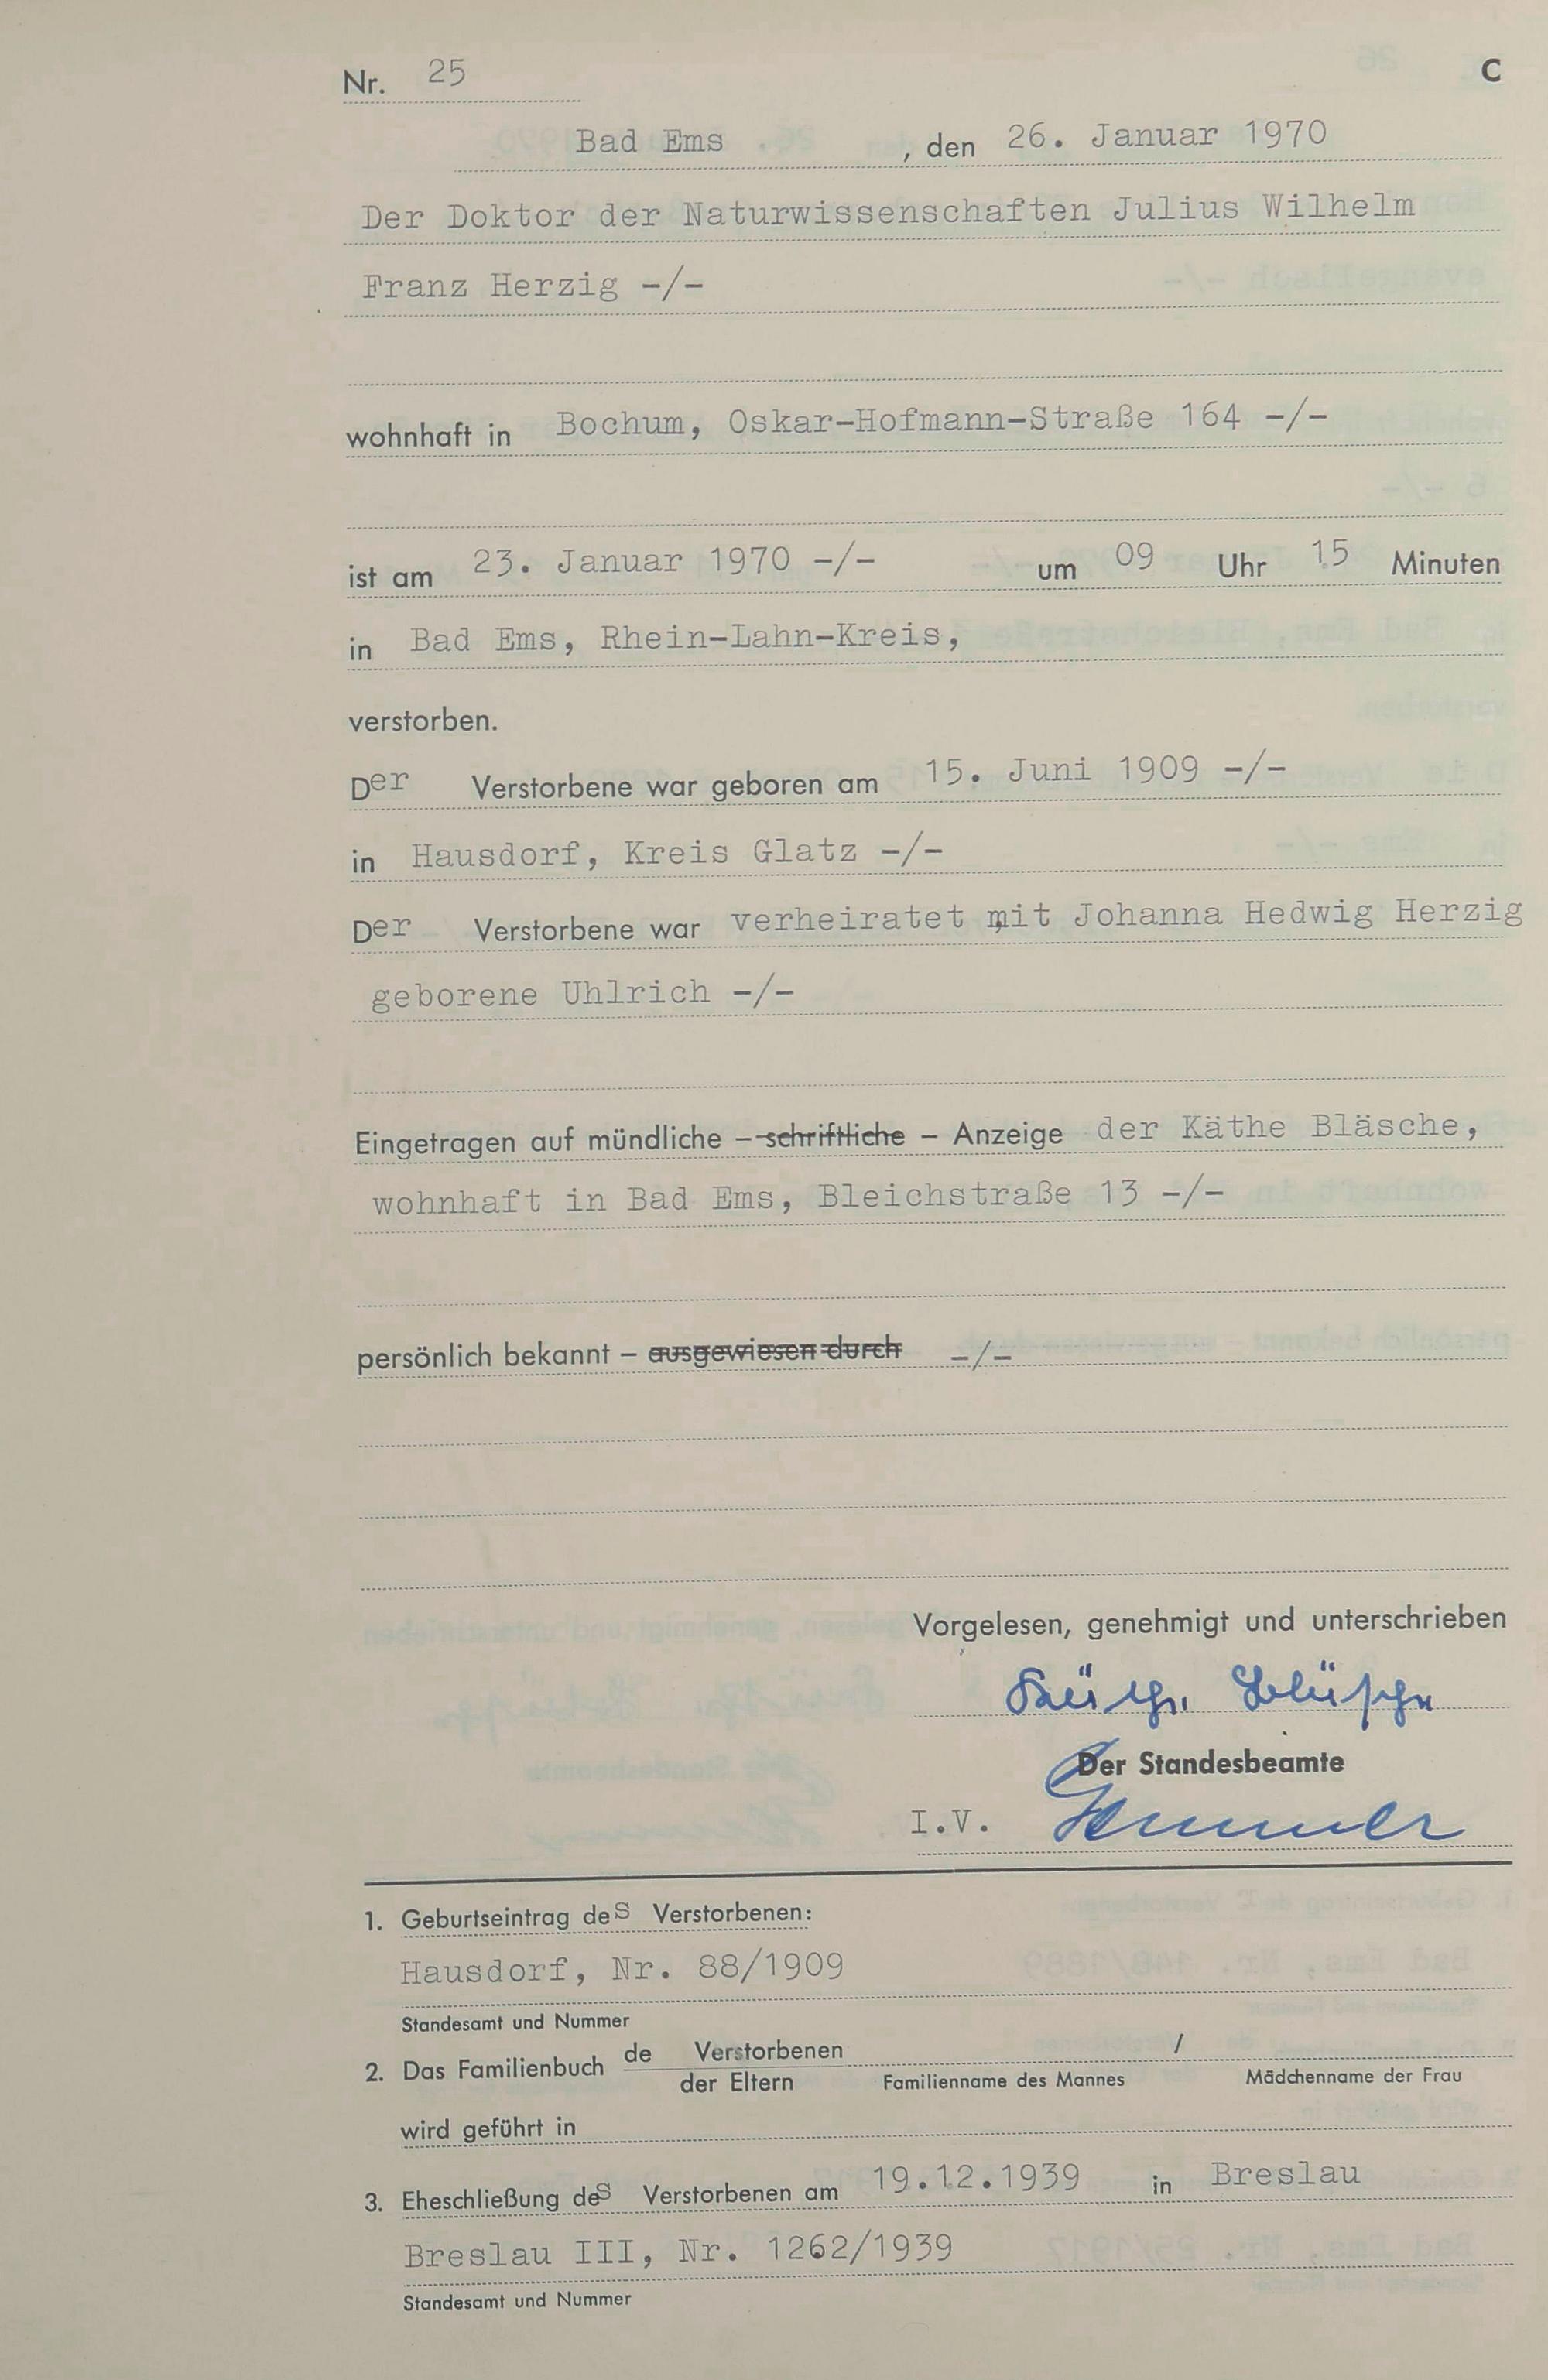 Nr. 25 C
Bad Ems , den 26. Januar 1970
Der Doktor der Naturwissenschaften Julius Wilhelm
Franz Herzig -/-
wohnhaft in Bochum, Oskar-Hofmann-Straße 164 -/-
ist am 23. Januar 1970 -/- um 09 Uhr 15 Minuten
in Bad Ems, Rhein-Lahn-Kreis,
verstorben.
Der Verstorbene war geboren am 15. Juni 1909 -/-
in Hausdorf, Kreis Glatz -/-
Der Verstorbene war verheiratet mit Johanna Hedwig Herzig
geborene Uhlrich -/-
Eingetragen auf mündliche - schriftliche - Anzeige der Käthe Bläsche,
wohnhaft in Bad Ems, Bleichstraße 13 -/-
persönlich bekannt - ausgewiesen durch -/-
Vorgelesen, genehmigt und unterschrieben
Käthe Bläsche
Der Standesbeamte
I.V.
1. Geburtseintrag des Verstorbenen:
Hausdorf, Nr. 88/1909
Standesamt und Nummer
2. Das Familienbuch de Verstorbenen /
der Eltern Familienname des Mannes Mädchenname der Frau
wird geführt in
3. Eheschließung des Verstorbenen am 19.12.1939 in Breslau
Breslau III, Nr. 1262/1939
Standesamt und Nummer